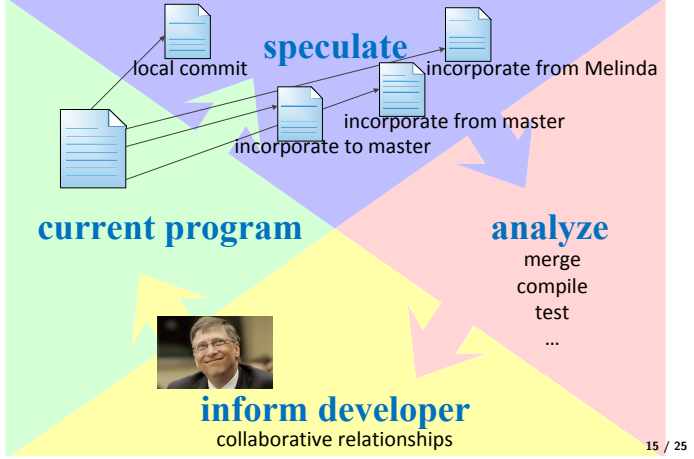 speculate
local commit
incorporate from Melinda
incorporate from master
incorporate to master
current program
analyze
merge
compile
test
...
inform developer
collaborative relationships
15 / 25